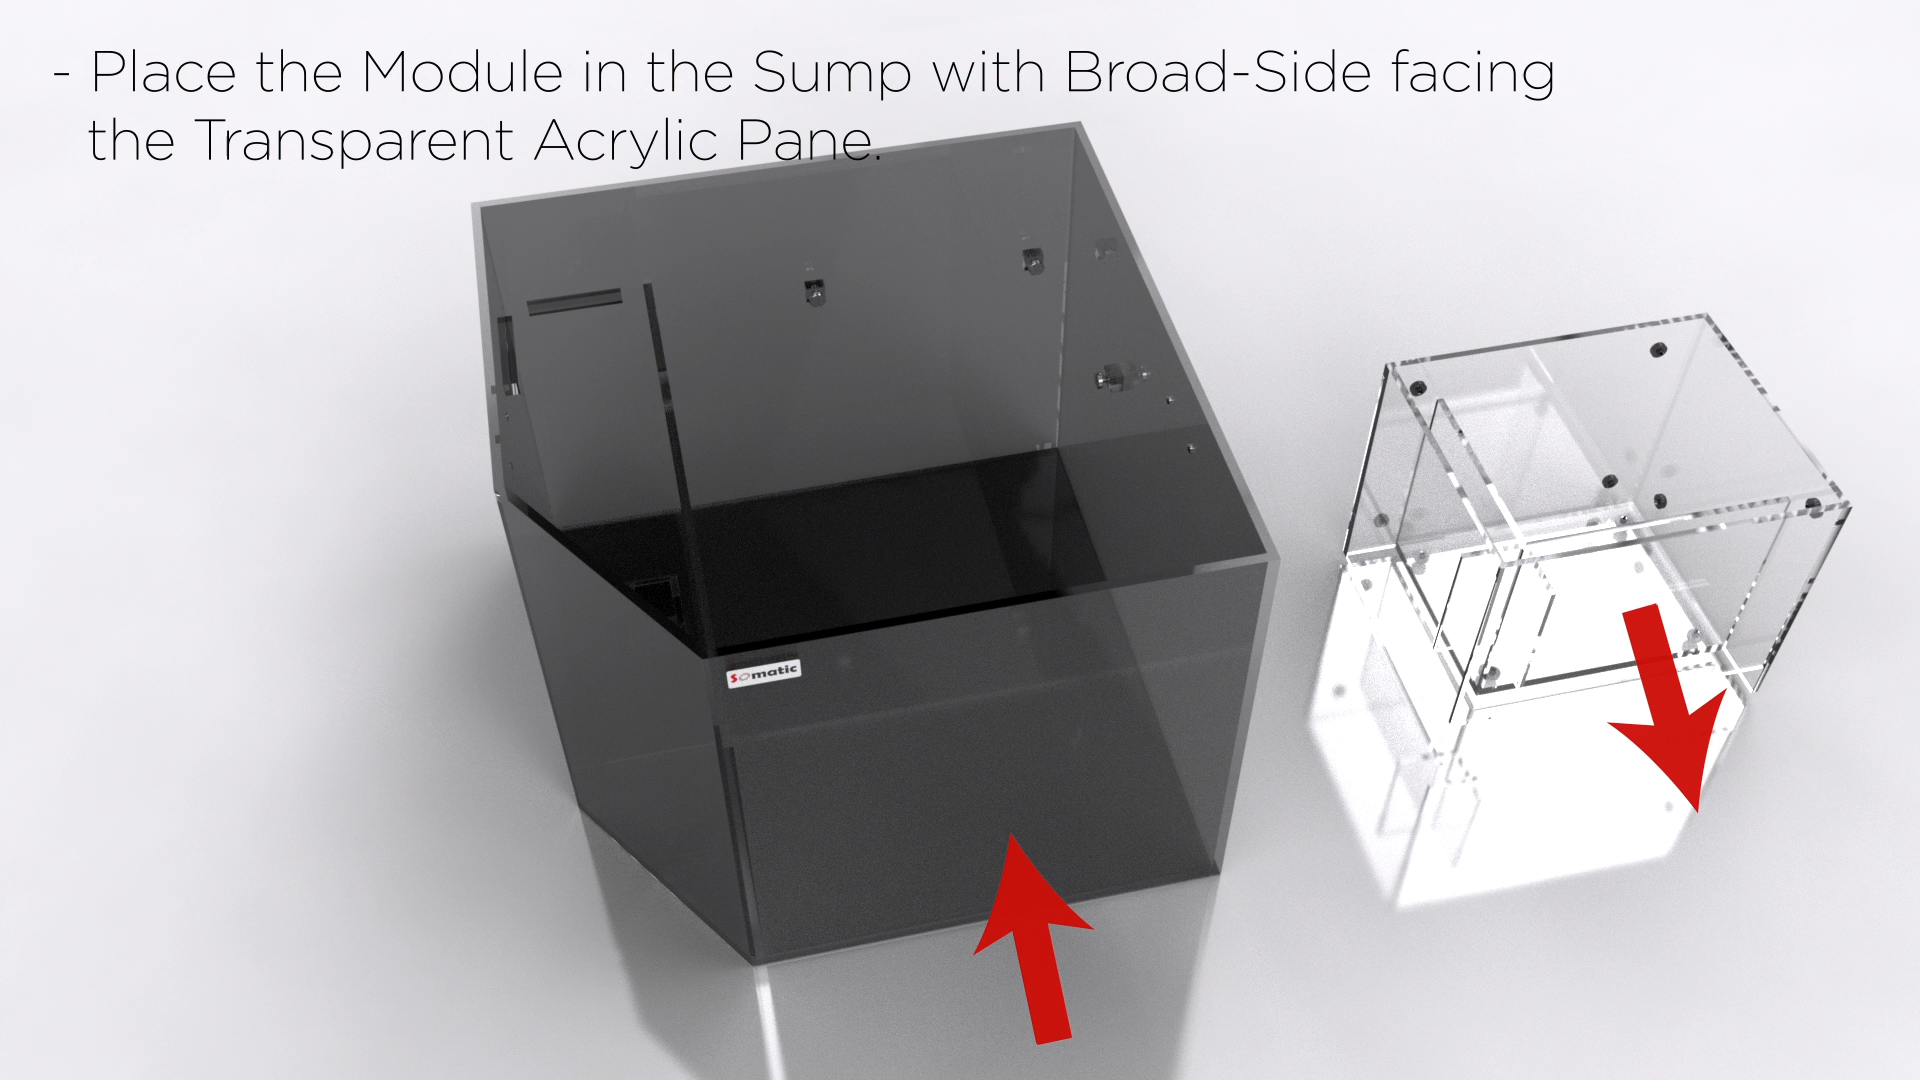 - Place the Module in the Sump with Broad-Side facing
the Transparent Acrylic Pane.
Somatic